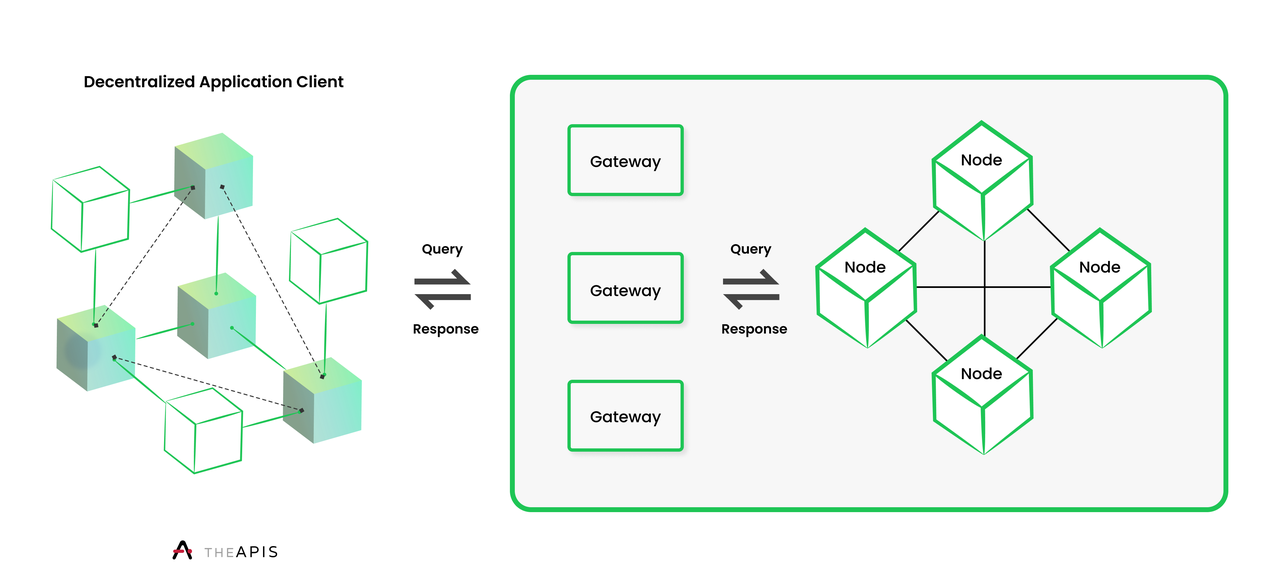 Decentralized Application Client
Query
Response
Gateway
Gateway
Gateway
Query
Response
Node
Node
Node
Node
THEAPIS